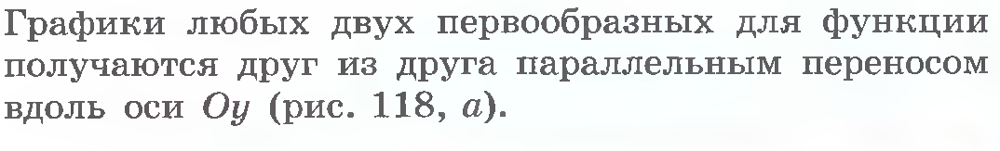 Графики любых двух первообразных для функции
получаются друг из друга параллельным переносом
вдоль оси Oy (рис. 118, а).